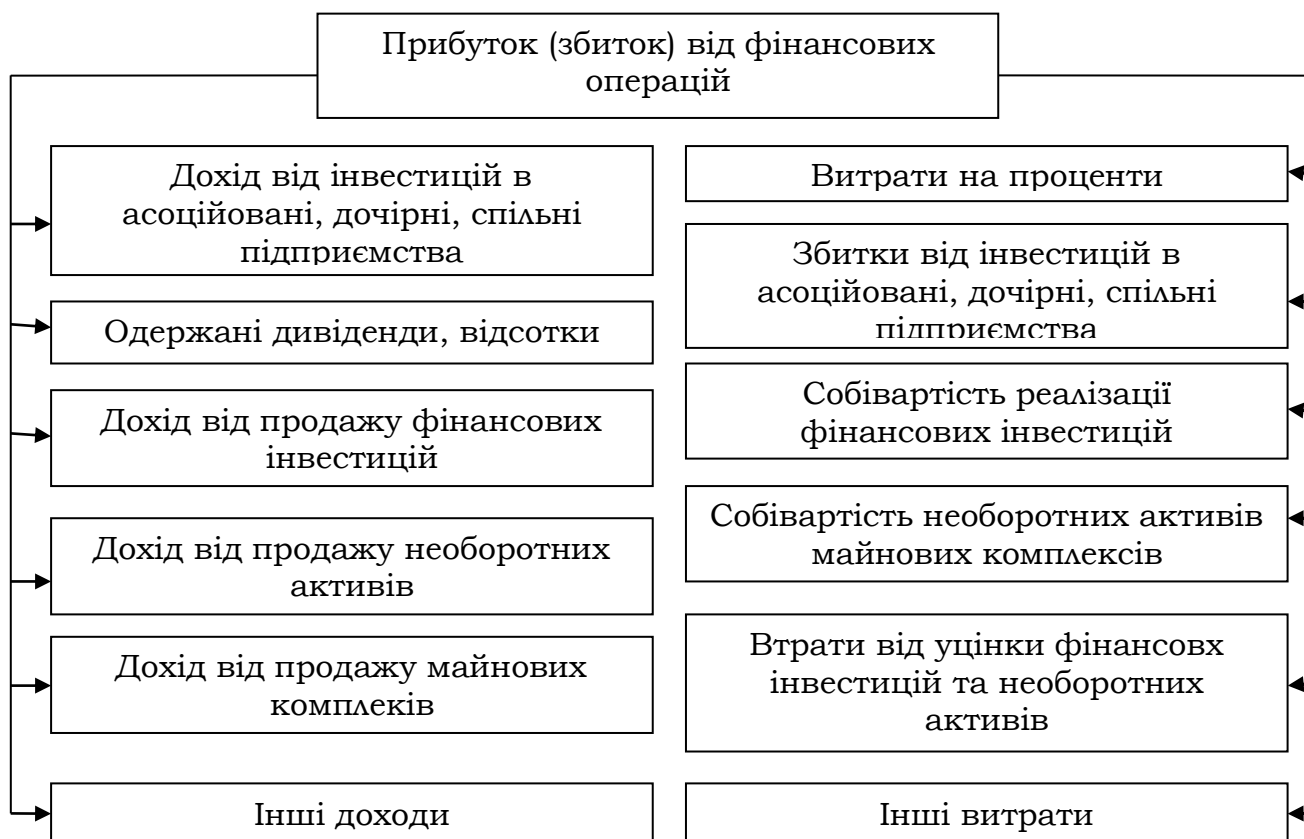 Прибуток (збиток) від фінансових
операцій
Дохід від інвестицій в
асоційовані, дочірні, спільні
підприємства
Одержані дивіденди, відсотки
Дохід від продажу фінансових
інвестицій
Дохід від продажу необоротних
активів
Дохід від продажу майнових
комплеків
Інші доходи
Витрати на проценти
Збитки від інвестицій в
асоційовані, дочірні, спільні
підприємства
Собівартість реалізації
фінансових інвестицій
Собівартість необоротних активів
майнових комплексів
Втрати від уцінки фінансовх
інвестицій та необоротних
активів
Інші витрати